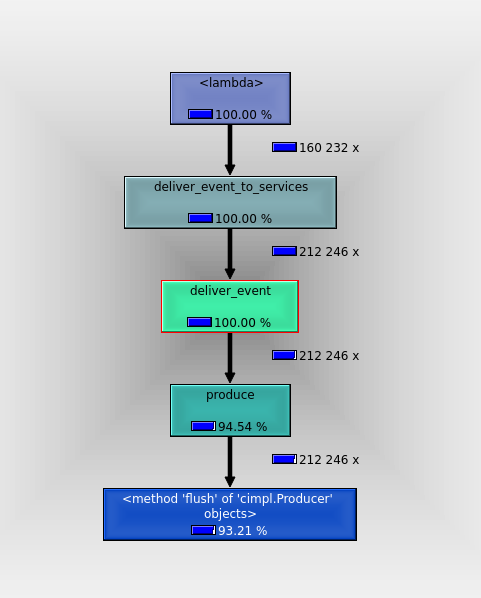 <lambda>
100.00 %
160 232 x
deliver_event_to_services
100.00 %
212 246 x
deliver_event
100.00 %
212 246 x
produce
94.54 %
212 246 x
<method 'flush' of 'cimpl.Producer'
objects>
93.21 %